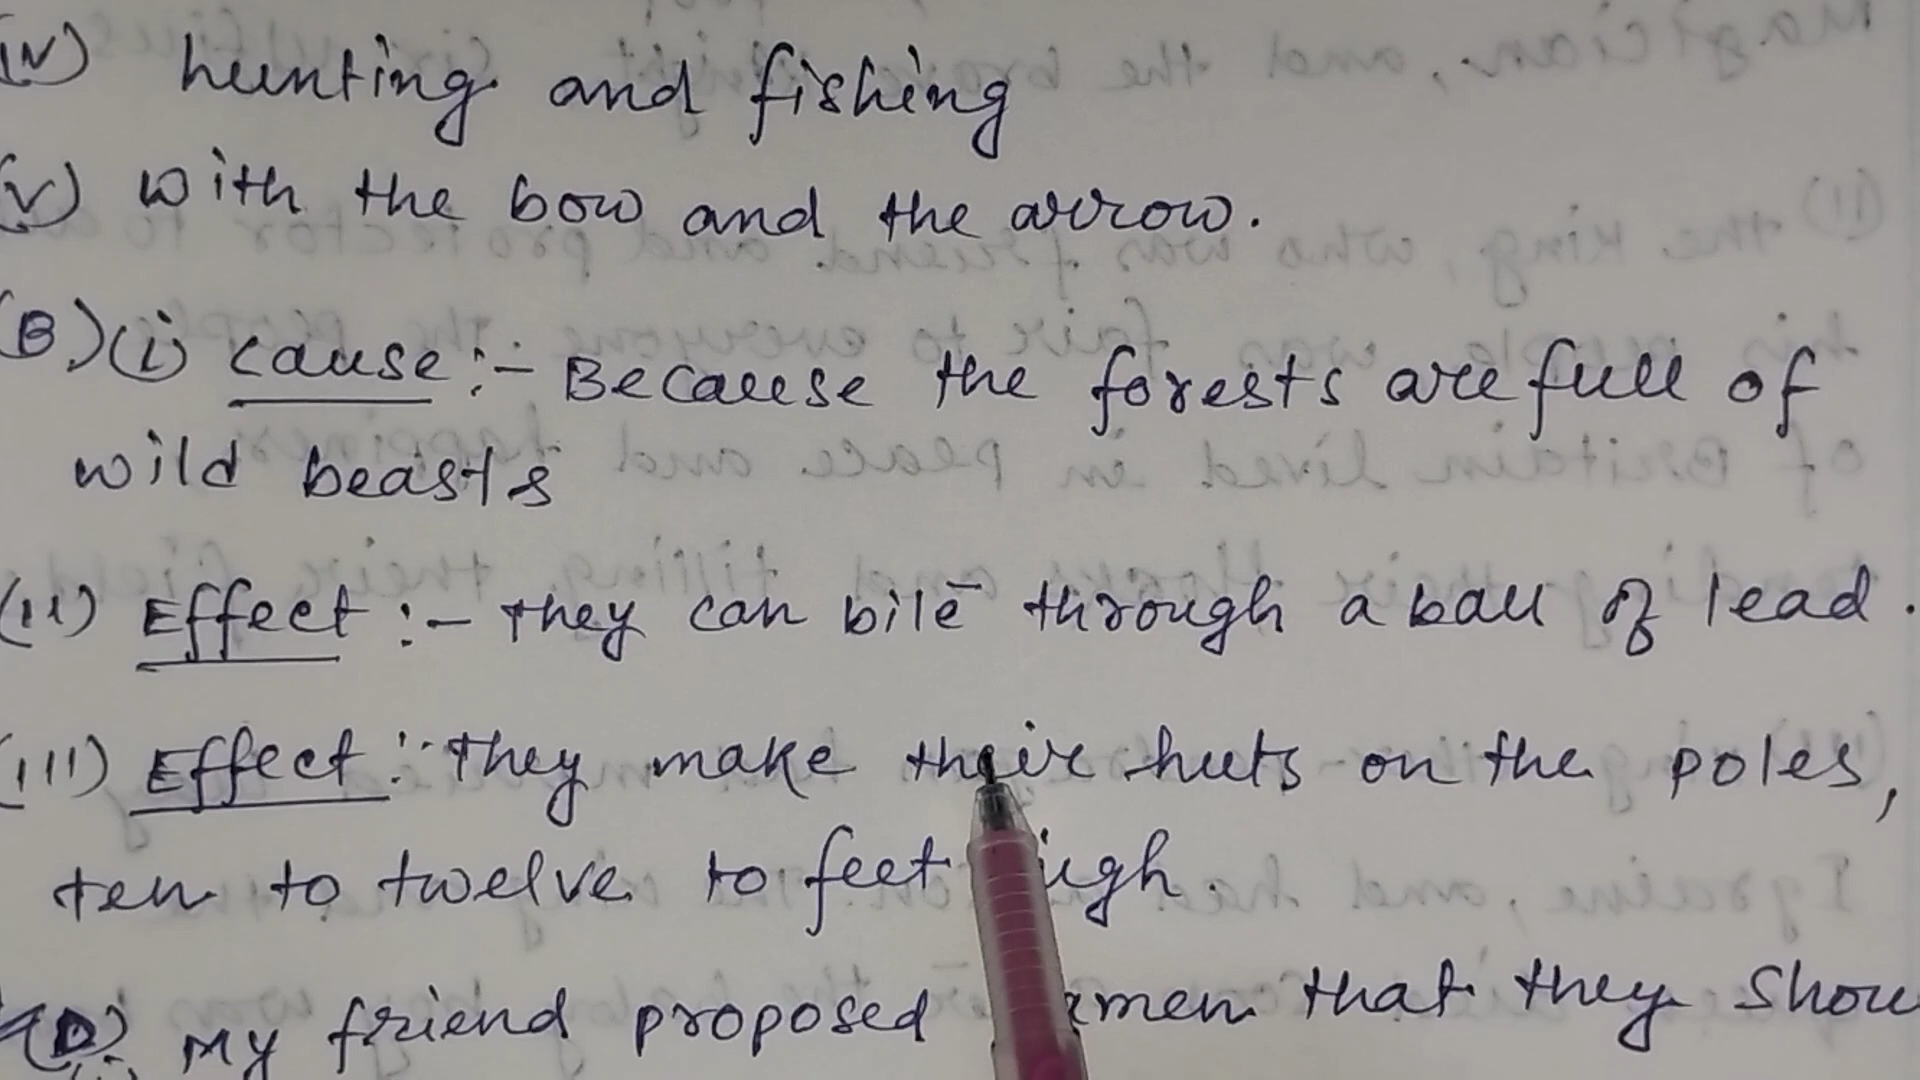 (iv) hunting and fishing
(v) with the bow and the arrow.
(B.)(i) cause :- Because the forests are full of
wild beasts
(ii) Effect :- They can bite through a ball of lead.
(iii) Effect :- They make their huts on the poles,
ten to twelve to feet
(D) My friend proposed that they